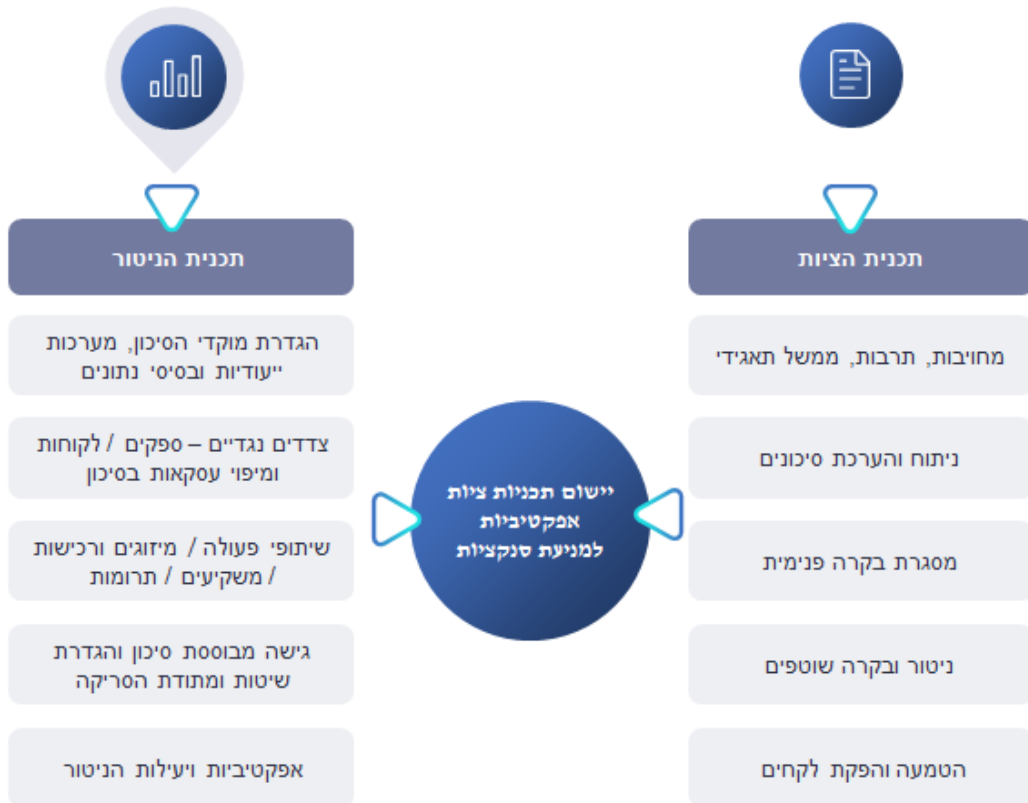 תכנית הציות
מחויבות, תרבות, ממשל תאגידי
ניתוח והערכת סיכונים
מסגרת בקרה פנימית
ניטור ובקרה שוטפים
הטמעה והפקת לקחים
יישום תכניות ציות
אפקטיביות
למניעת סנקציות
תכנית הניטור
הגדרת מוקדי הסיכון, מערכות
ייעודיות ובסיסי נתונים
צדדים נגדיים – ספקים / לקוחות
ומיפוי עסקאות בסיכון
שיתופי פעולה / מיזוגים ורכישות
/ משקיעים / תרומות
גישה מבוססת סיכון והגדרת
שיטות ומתודת הסריקה
אפקטיביות ויעילות הניטור